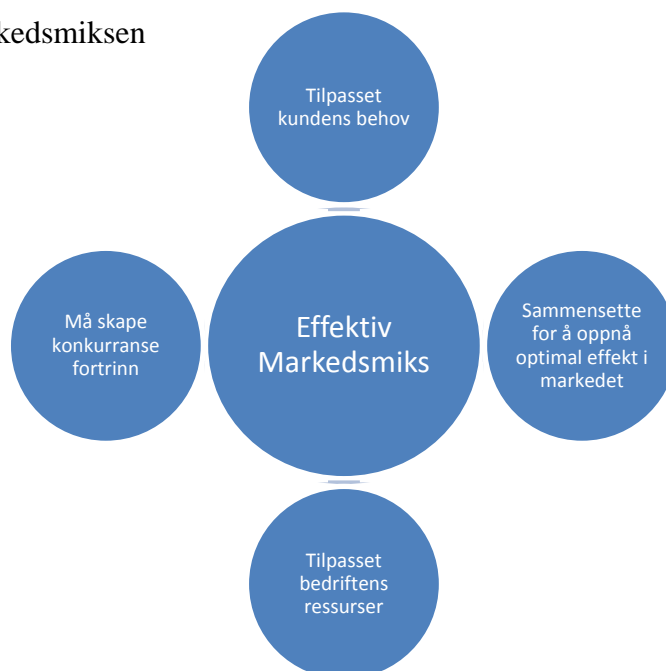 kedsmiksen
Tilpasset
kundens behov
Må skape
konkurranse
fortrinn
Effektiv
Markedsmiks
Sammensette
for å oppnå
optimal effekt i
markedet
Tilpasset
bedriftens
ressurser